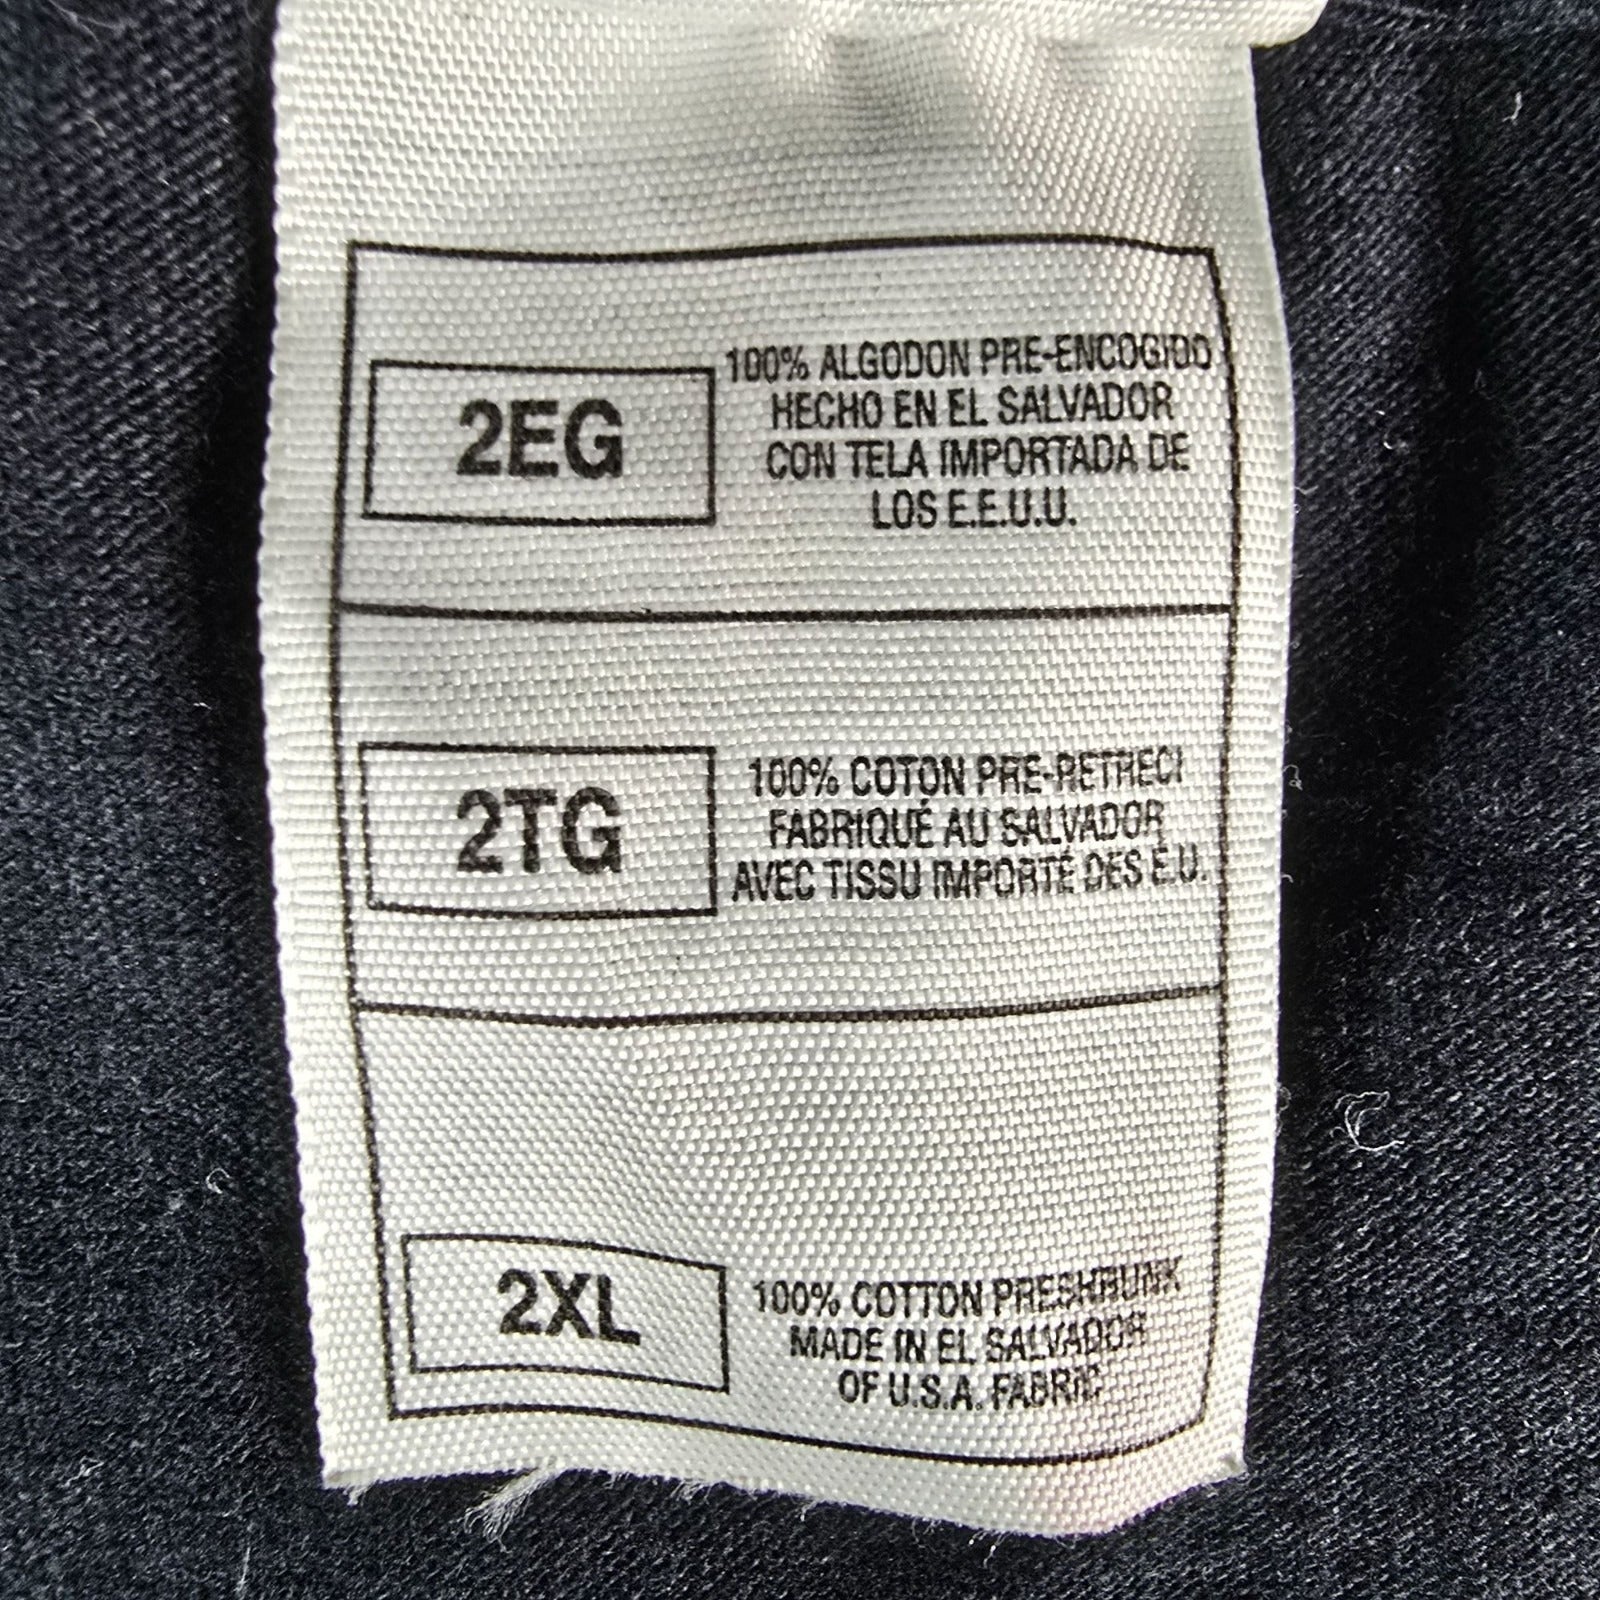 2EG
100% ALGODON PRE-ENCOGIDO
HECHO EN EL SALVADOR
CON TELA IMPORTADA DE
LOS E.E.U.U.
2TG
100% COTON PRE-RETRECI
FABRIQUÉ AU SALVADOR
AVEC TISSU IMPORTÉ DES É.U.
2XL
100% COTTON PRESHRUNK
MADE IN EL SALVADOR
OF U.S.A. FABRIC